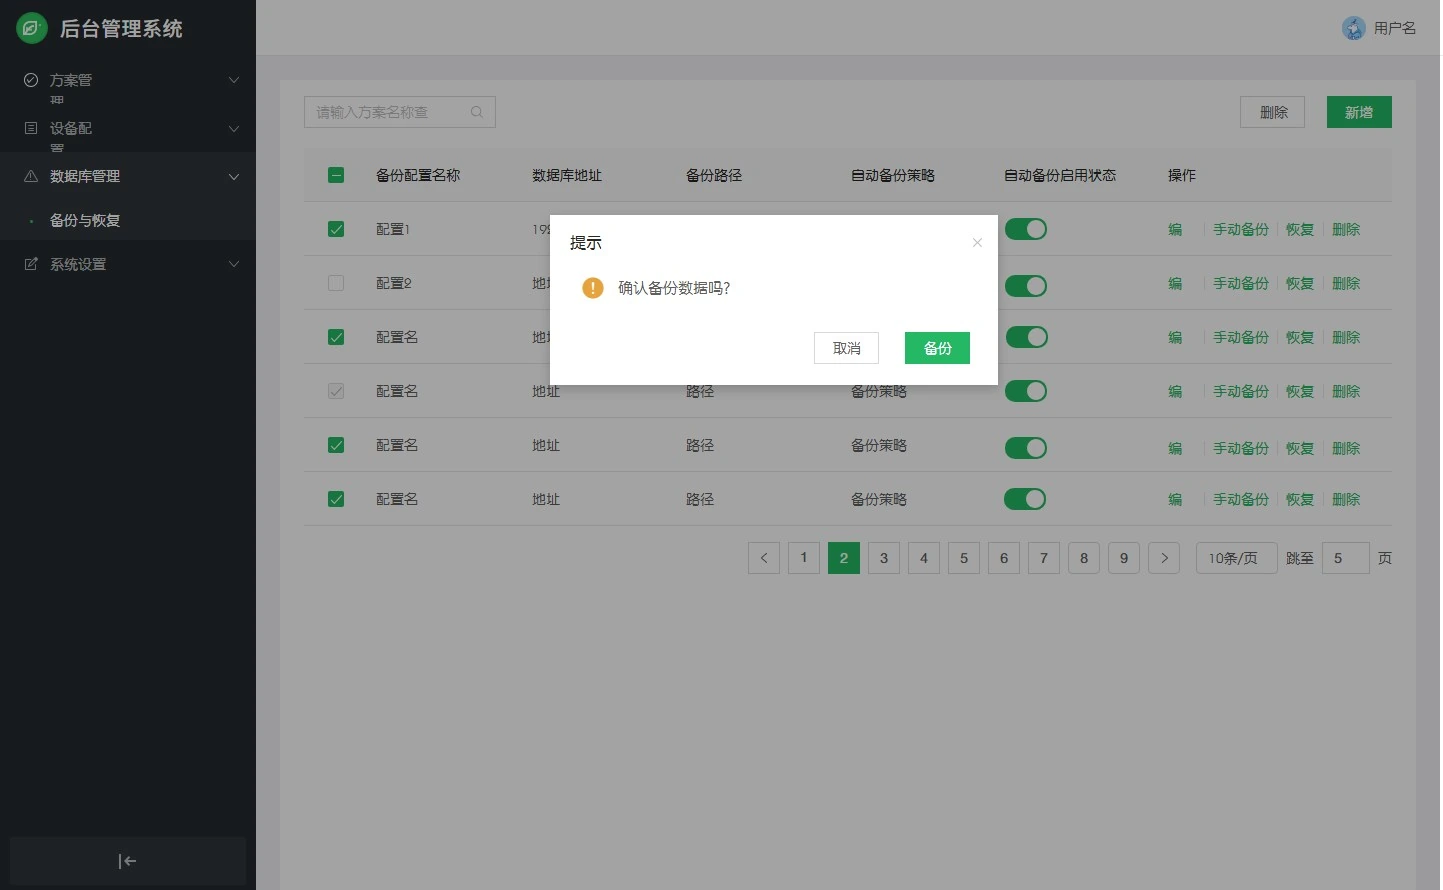 后台管理系统
用户名
方案管
理
设备配
置
数据库管理
备份与恢复
系统设置
请输入方案名称查
删除
新增
备份配置名称 数据库地址 备份路径 自动备份策略 自动备份启用状态 操作
配置1 编 手动备份 恢复 删除
配置2 编 手动备份 恢复 删除
配置名 编 手动备份 恢复 删除
配置名 地址 路径 备份策略 编 手动备份 恢复 删除
配置名 地址 路径 备份策略 编 手动备份 恢复 删除
配置名 地址 路径 备份策略 编 手动备份 恢复 删除
提示
确认备份数据吗?
取消 备份
1 2 3 4 5 6 7 8 9 10条/页 跳至 5 页